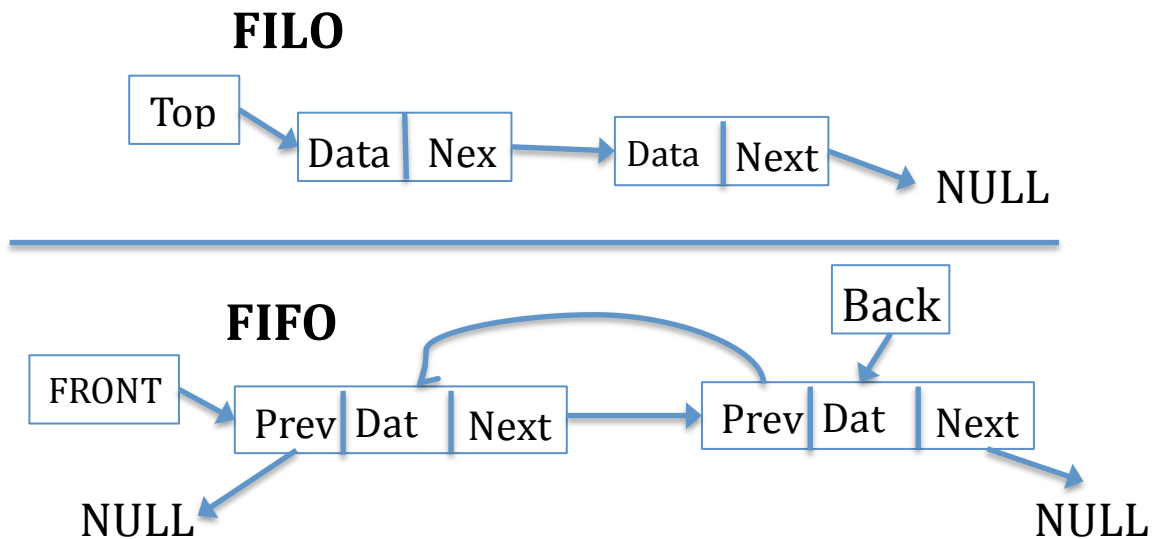 FILO
Top
Data Nex
Data Next
NULL
FIFO
Back
FRONT
Prev Dat Next
Prev Dat Next
NULL
NULL